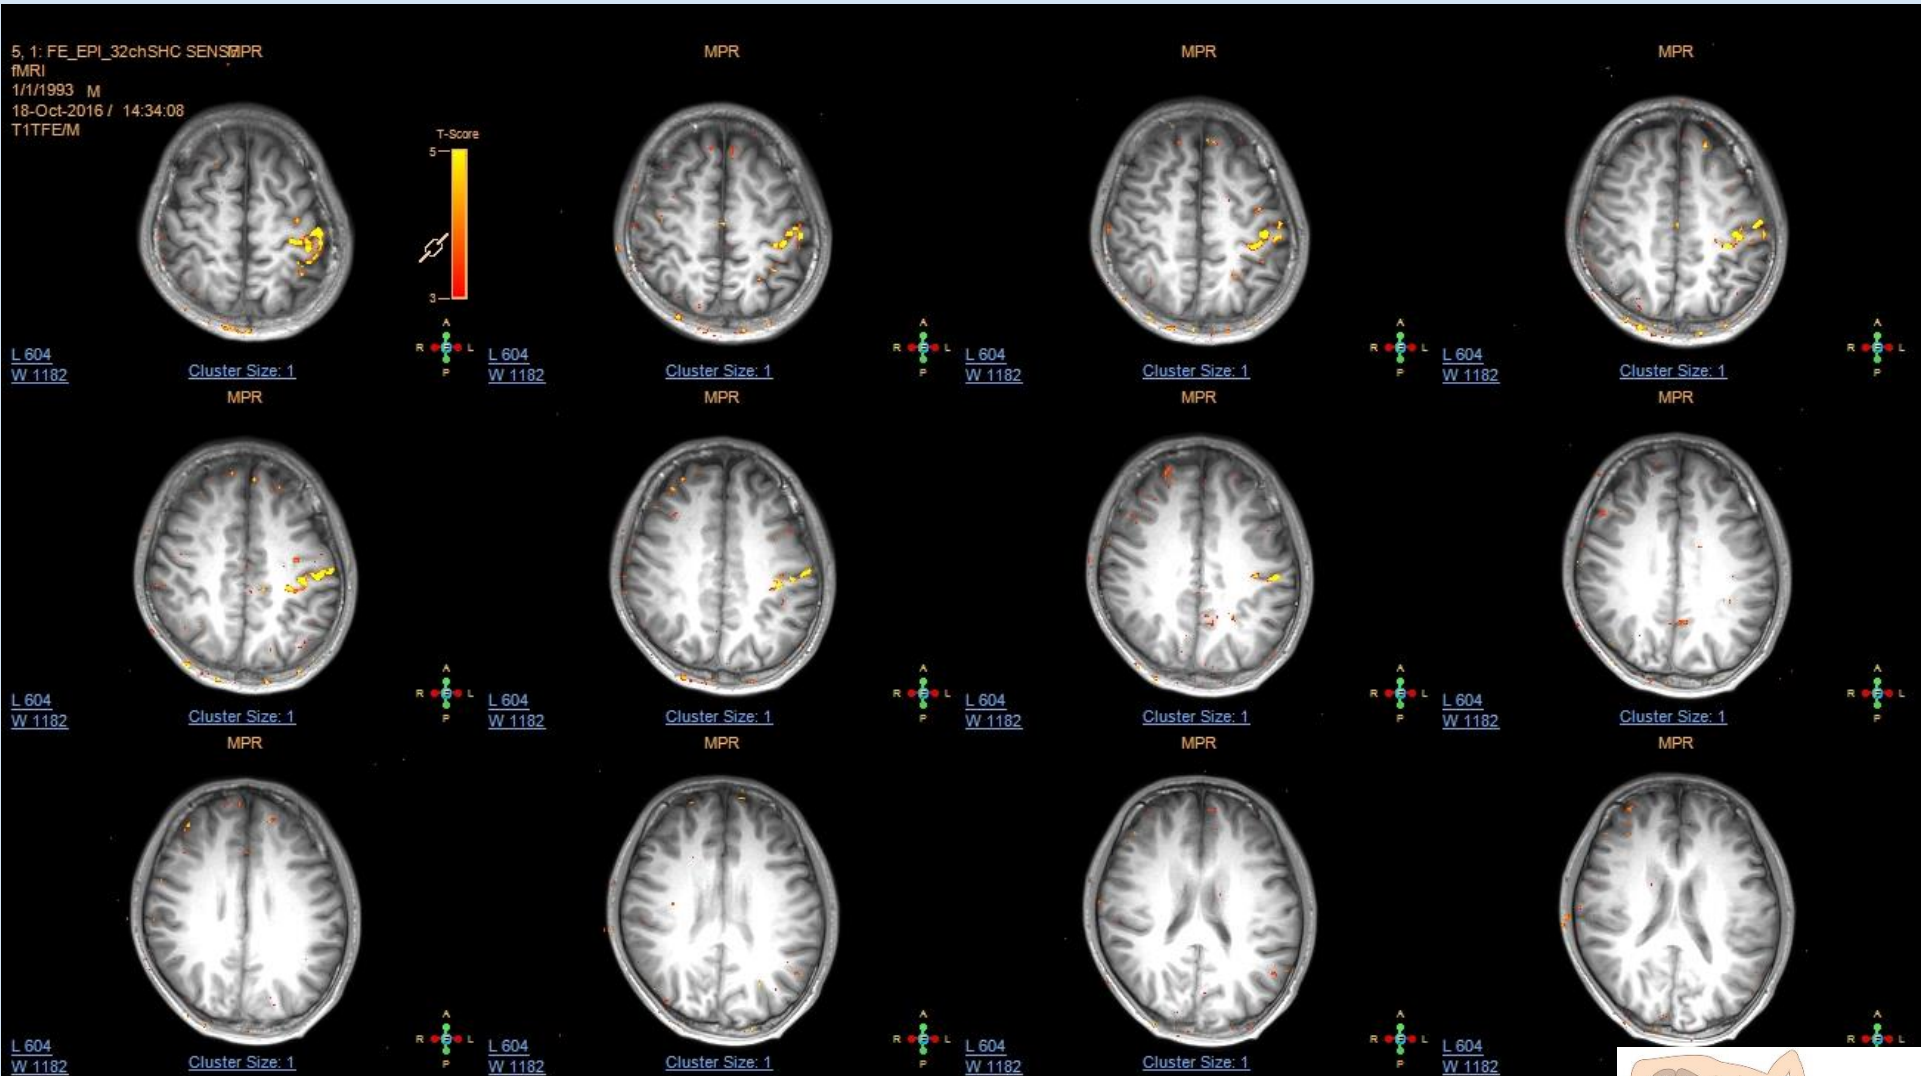 5, 1: FE_EPI_32chSHC SENSE
MPR
MPR
MPR
MPR
fMRI
1/1/1993 M
18-Oct-2016 / 14:34:08
T1TFE/M
T-Score
5
3
A
R L
P
L 604
W 1182
Cluster Size: 1
A
R L
P
L 604
W 1182
Cluster Size: 1
A
R L
P
L 604
W 1182
Cluster Size: 1
A
R L
P
L 604
W 1182
Cluster Size: 1
MPR
MPR
MPR
MPR
A
R L
P
L 604
W 1182
Cluster Size: 1
A
R L
P
L 604
W 1182
Cluster Size: 1
A
R L
P
L 604
W 1182
Cluster Size: 1
A
R L
P
L 604
W 1182
Cluster Size: 1
MPR
MPR
MPR
MPR
A
R L
P
L 604
W 1182
Cluster Size: 1
A
R L
P
L 604
W 1182
Cluster Size: 1
A
R L
P
L 604
W 1182
Cluster Size: 1
A
R L
L 604
W 1182